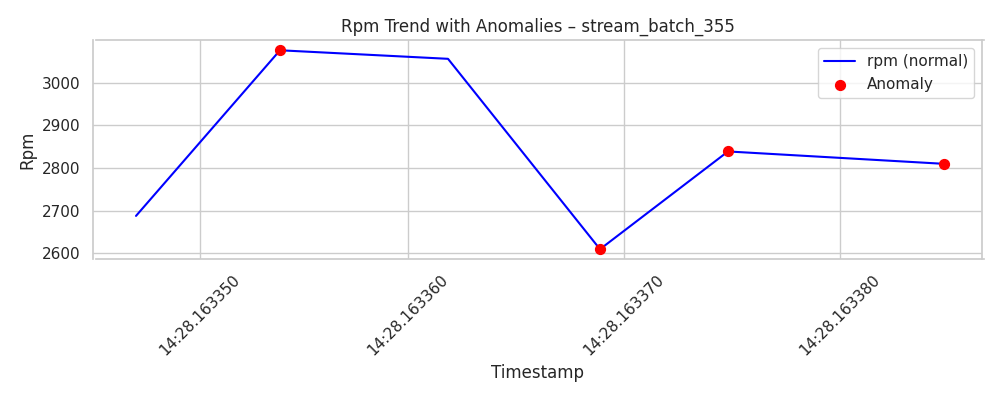 Rpm Trend with Anomalies – stream_batch_355
rpm (normal)
Anomaly
Rpm
3000
2900
2800
2700
2600
14:28.163350
14:28.163360
14:28.163370
14:28.163380
Timestamp